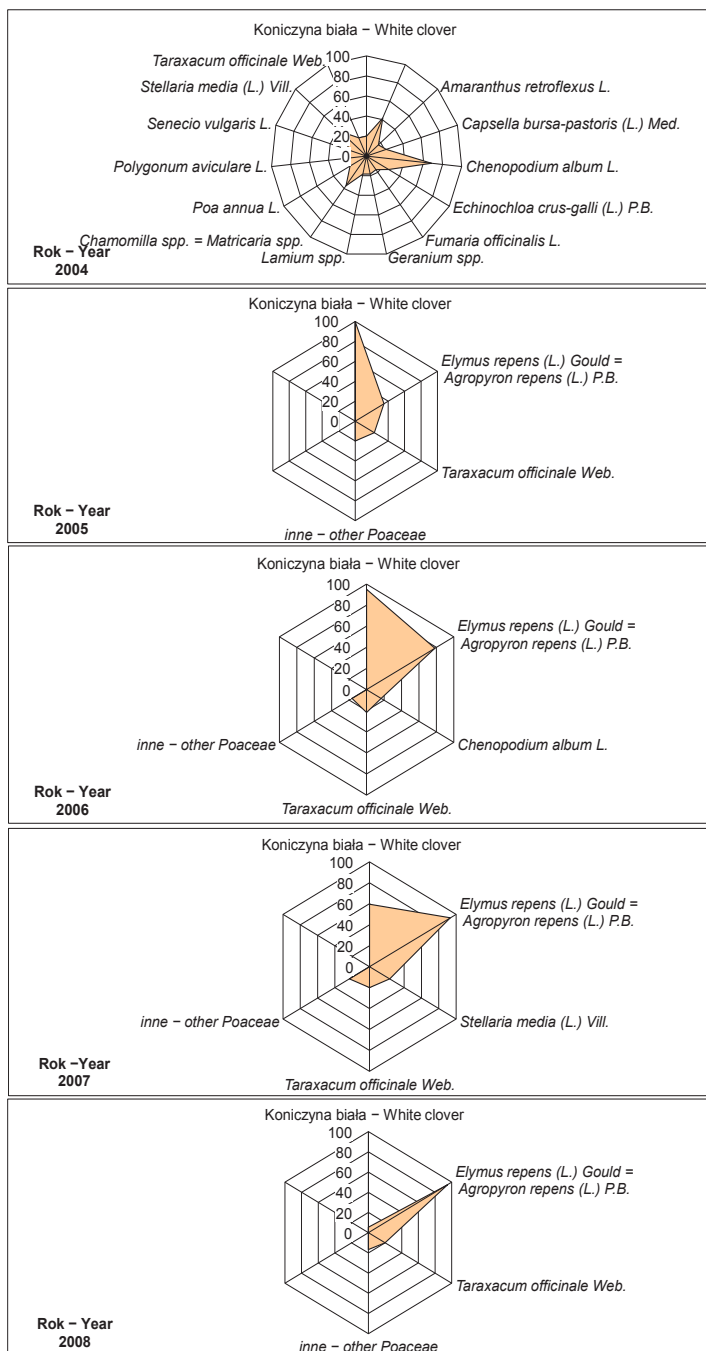 Koniczyna biała – White clover
100
80
60
40
20
0
Taraxacum officinale Web.
Stellaria media (L.) Vill.
Senecio vulgaris L.
Polygonum aviculare L.
Poa annua L.
Chamomilla spp. = Matricaria spp.
Lamium spp.
Geranium spp.
Fumaria officinalis L.
Echinochloa crus-galli (L.) P.B.
Chenopodium album L.
Capsella bursa-pastoris (L.) Med.
Amaranthus retroflexus L.
Rok – Year
2004
Koniczyna biała – White clover
100
80
60
40
20
0
Elymus repens (L.) Gould =
Agropyron repens (L.) P.B.
Taraxacum officinale Web.
inne – other Poaceae
Rok – Year
2005
Koniczyna biała – White clover
100
80
60
40
20
0
Elymus repens (L.) Gould =
Agropyron repens (L.) P.B.
Chenopodium album L.
Taraxacum officinale Web.
inne – other Poaceae
Rok – Year
2006
Koniczyna biała – White clover
100
80
60
40
20
0
Elymus repens (L.) Gould =
Agropyron repens (L.) P.B.
Stellaria media (L.) Vill.
Taraxacum officinale Web.
inne – other Poaceae
Rok –Year
2007
Koniczyna biała – White clover
100
80
60
40
20
0
Elymus repens (L.) Gould =
Agropyron repens (L.) P.B.
Taraxacum officinale Web.
inne – other Poaceae
Rok – Year
2008